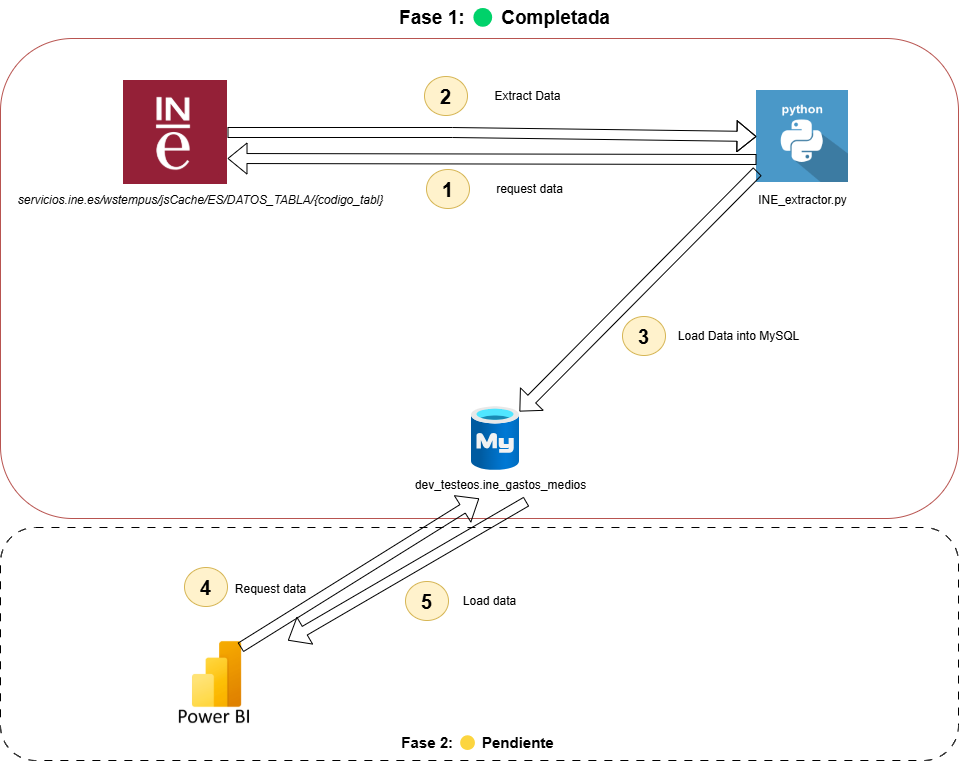 Fase 1: Completada
INe
2
Extract Data
python
1
request data
servicios.ine.es/wstempus/jsCache/ES/DATOS_TABLA/{codigo_tabl}
INE_extractor.py
3
Load Data into MySQL
My
dev_testeos.ine_gastos_medios
4
Request data
5
Load data
Power BI
Fase 2: Pendiente